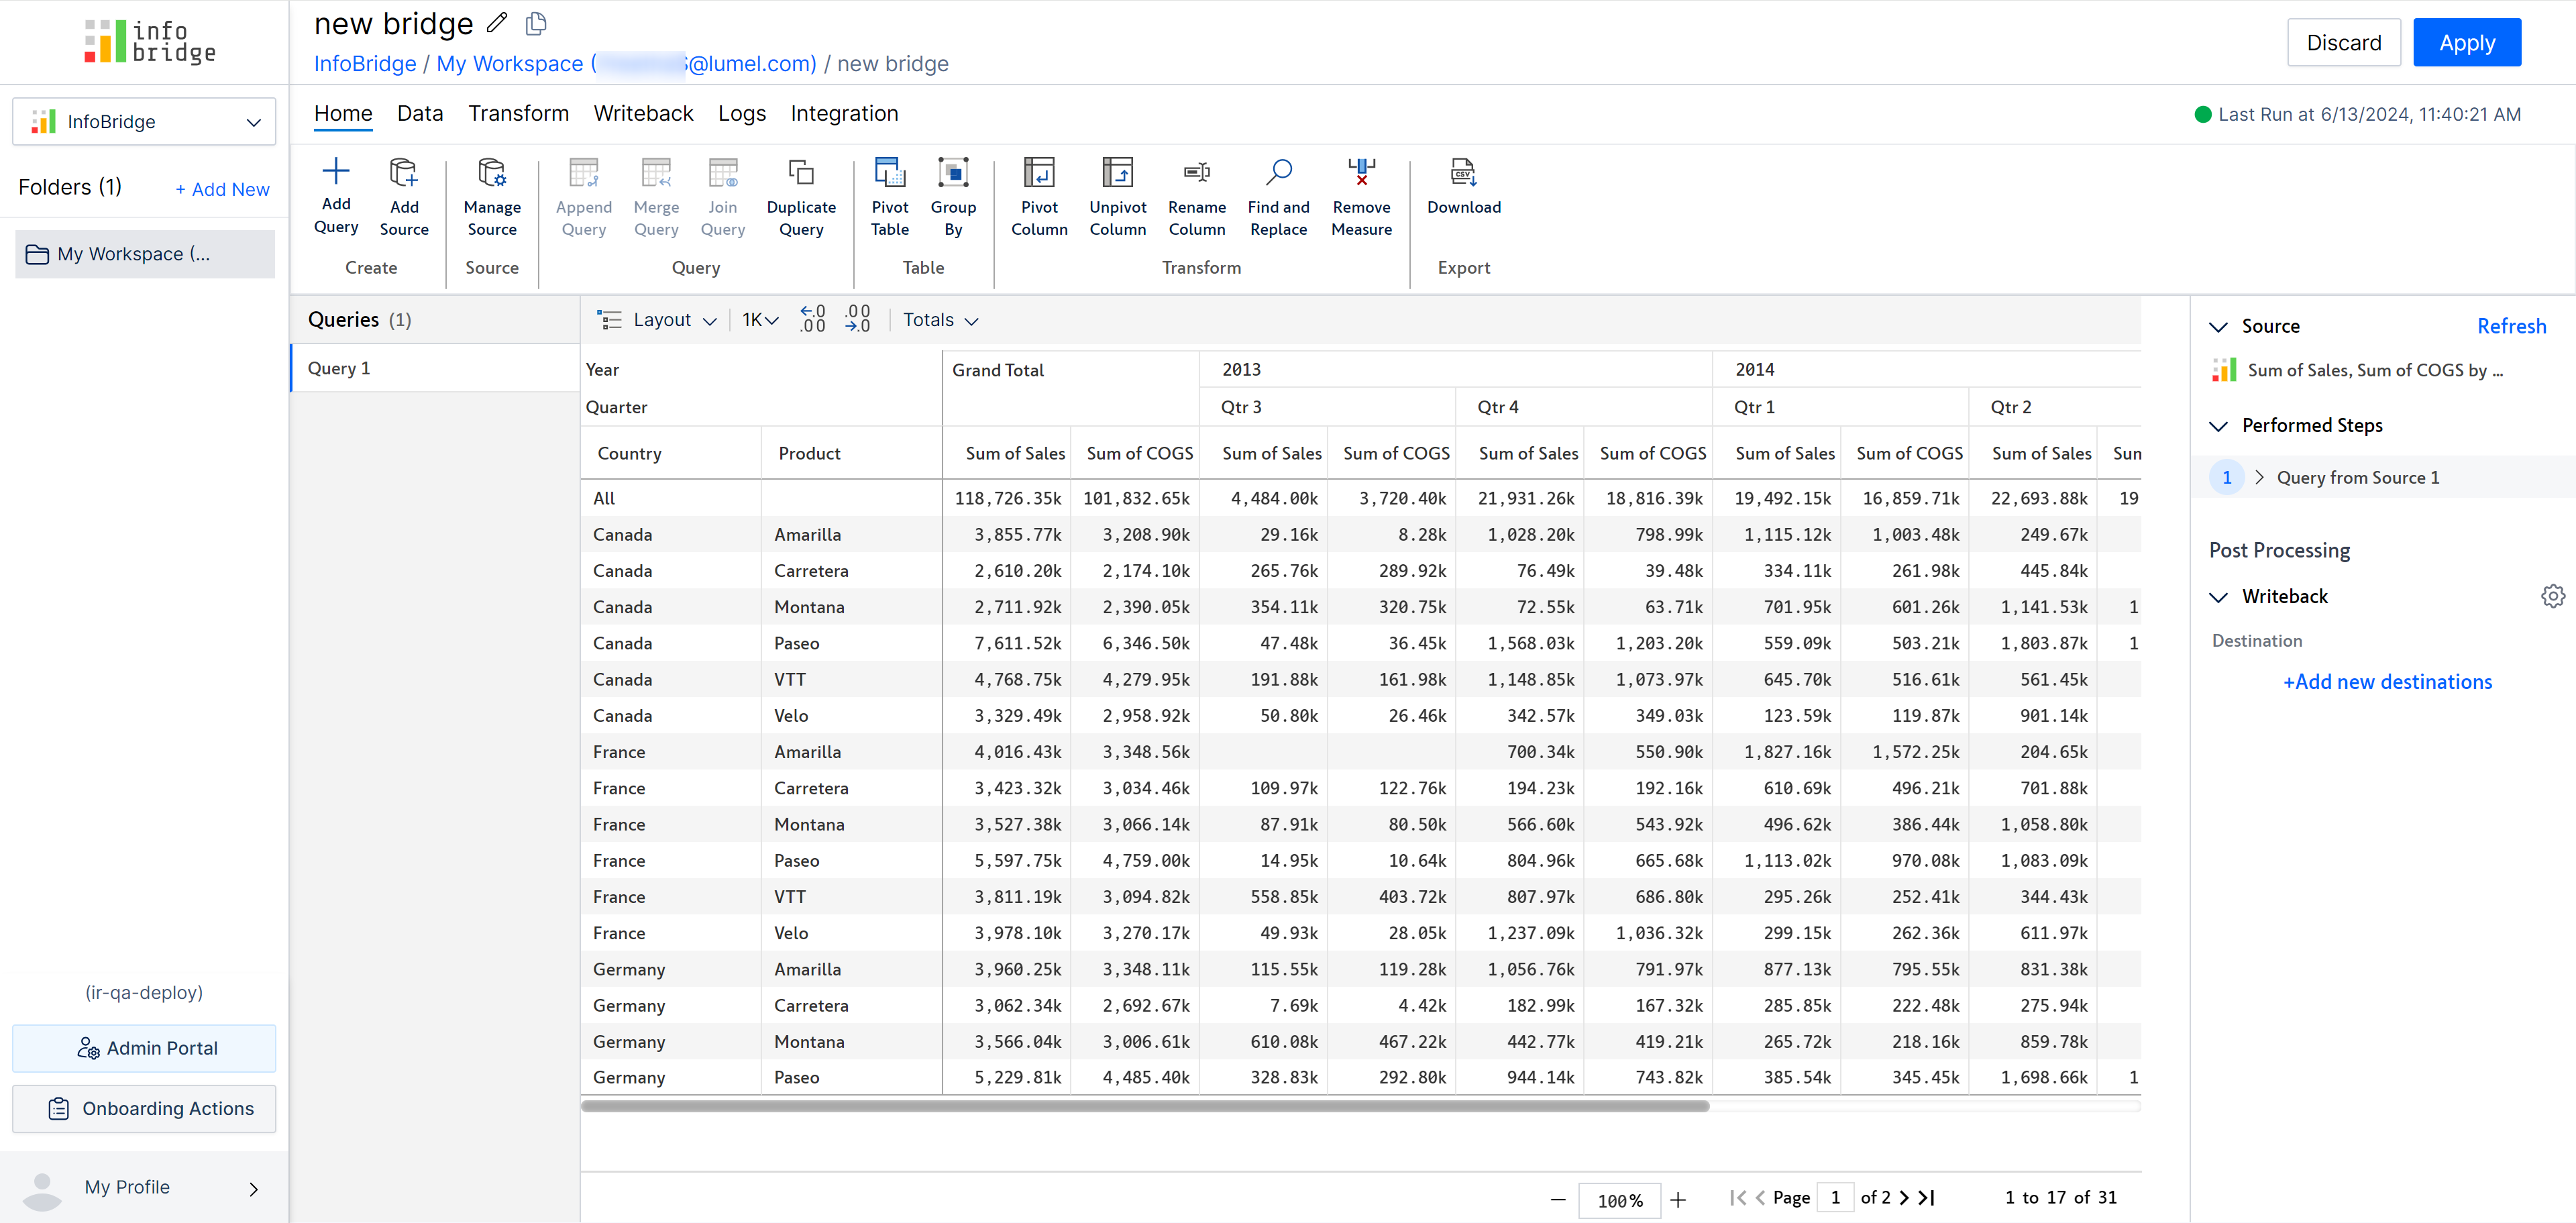 info
bridge
new bridge
InfoBridge / My Workspace ( @lumel.com) / new bridge
Discard
Apply
InfoBridge
Home Data Transform Writeback Logs Integration
Last Run at 6/13/2024, 11:40:21 AM
Folders (1) + Add New
My Workspace (...
Add Query
Add Source
Manage Source
Append Query
Merge Query
Join Query
Duplicate Query
Pivot Table
Group By
Pivot Column
Unpivot Column
Rename Column
Find and Replace
Remove Measure
CSV
Download
Create Source Query Table Transform Export
Queries (1)
Query 1
Layout 1K .0 .00 .00 .0 Totals
Year Grand Total 2013 2014
Quarter Qtr 3 Qtr 4 Qtr 1 Qtr 2
Country Product Sum of Sales Sum of COGS Sum of Sales Sum of COGS Sum of Sales Sum of COGS Sum of Sales Sum of COGS Sum of Sales Sun
All 118,726.35k 101,832.65k 4,484.00k 3,720.40k 21,931.26k 18,816.39k 19,492.15k 16,859.71k 22,693.88k 19
Canada Amarilla 3,855.77k 3,208.90k 29.16k 8.28k 1,028.20k 798.99k 1,115.12k 1,003.48k 249.67k
Canada Carretera 2,610.20k 2,174.10k 265.76k 289.92k 76.49k 39.48k 334.11k 261.98k 445.84k
Canada Montana 2,711.92k 2,390.05k 354.11k 320.75k 72.55k 63.71k 701.95k 601.26k 1,141.53k 1
Canada Paseo 7,611.52k 6,346.50k 47.48k 36.45k 1,568.03k 1,203.20k 559.09k 503.21k 1,803.87k 1
Canada VTT 4,768.75k 4,279.95k 191.88k 161.98k 1,148.85k 1,073.97k 645.70k 516.61k 561.45k
Canada Velo 3,329.49k 2,958.92k 50.80k 26.46k 342.57k 349.03k 123.59k 119.87k 901.14k
France Amarilla 4,016.43k 3,348.56k 700.34k 550.90k 1,827.16k 1,572.25k 204.65k
France Carretera 3,423.32k 3,034.46k 109.97k 122.76k 194.23k 192.16k 610.69k 496.21k 701.88k
France Montana 3,527.38k 3,066.14k 87.91k 80.50k 566.60k 543.92k 496.62k 386.44k 1,058.80k
France Paseo 5,597.75k 4,759.00k 14.95k 10.64k 804.96k 665.68k 1,113.02k 970.08k 1,083.09k
France VTT 3,811.19k 3,094.82k 558.85k 403.72k 807.97k 686.80k 295.26k 252.41k 344.43k
France Velo 3,978.10k 3,270.17k 49.93k 28.05k 1,237.09k 1,036.32k 299.15k 262.36k 611.97k
Germany Amarilla 3,960.25k 3,348.11k 115.55k 119.28k 1,056.76k 791.97k 877.13k 795.55k 831.38k
Germany Carretera 3,062.34k 2,692.67k 7.69k 4.42k 182.99k 167.32k 285.85k 222.48k 275.94k
Germany Montana 3,566.04k 3,006.61k 610.08k 467.22k 442.77k 419.21k 265.72k 218.16k 859.78k
Germany Paseo 5,229.81k 4,485.40k 328.83k 292.80k 944.14k 743.82k 385.54k 345.45k 1,698.66k 1
100% Page 1 of 2 1 to 17 of 31
Source Refresh
Sum of Sales, Sum of COGS by ...
Performed Steps
1 Query from Source 1
Post Processing
Writeback
Destination
+Add new destinations
(ir-qa-deploy)
Admin Portal
Onboarding Actions
My Profile